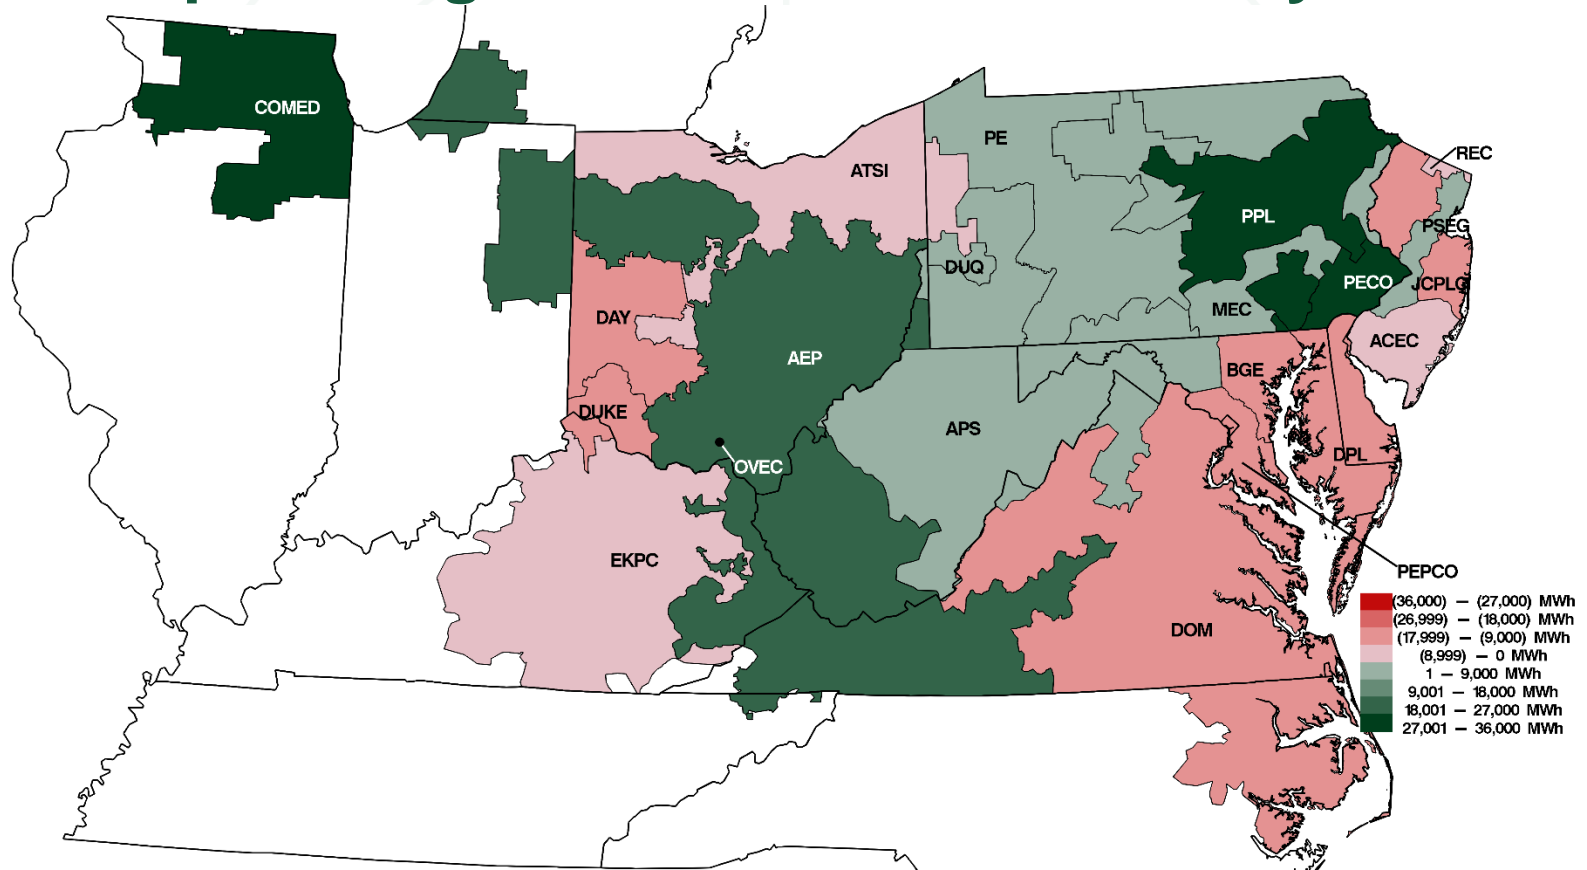 COMED
PE
REC
ATSI
PPL
PSEG
DUQ
PECO
JCPLC
MEC
DAY
ACEC
AEP
BGE
DUKE
APS
DPL
OVEC
EKPC
PEPCO
DOM
(36,000) – (27,000) MWh
(26,999) – (18,000) MWh
(17,999) – (9,000) MWh
(8,999) – 0 MWh
1 – 9,000 MWh
9,001 – 18,000 MWh
18,001 – 27,000 MWh
27,001 – 36,000 MWh